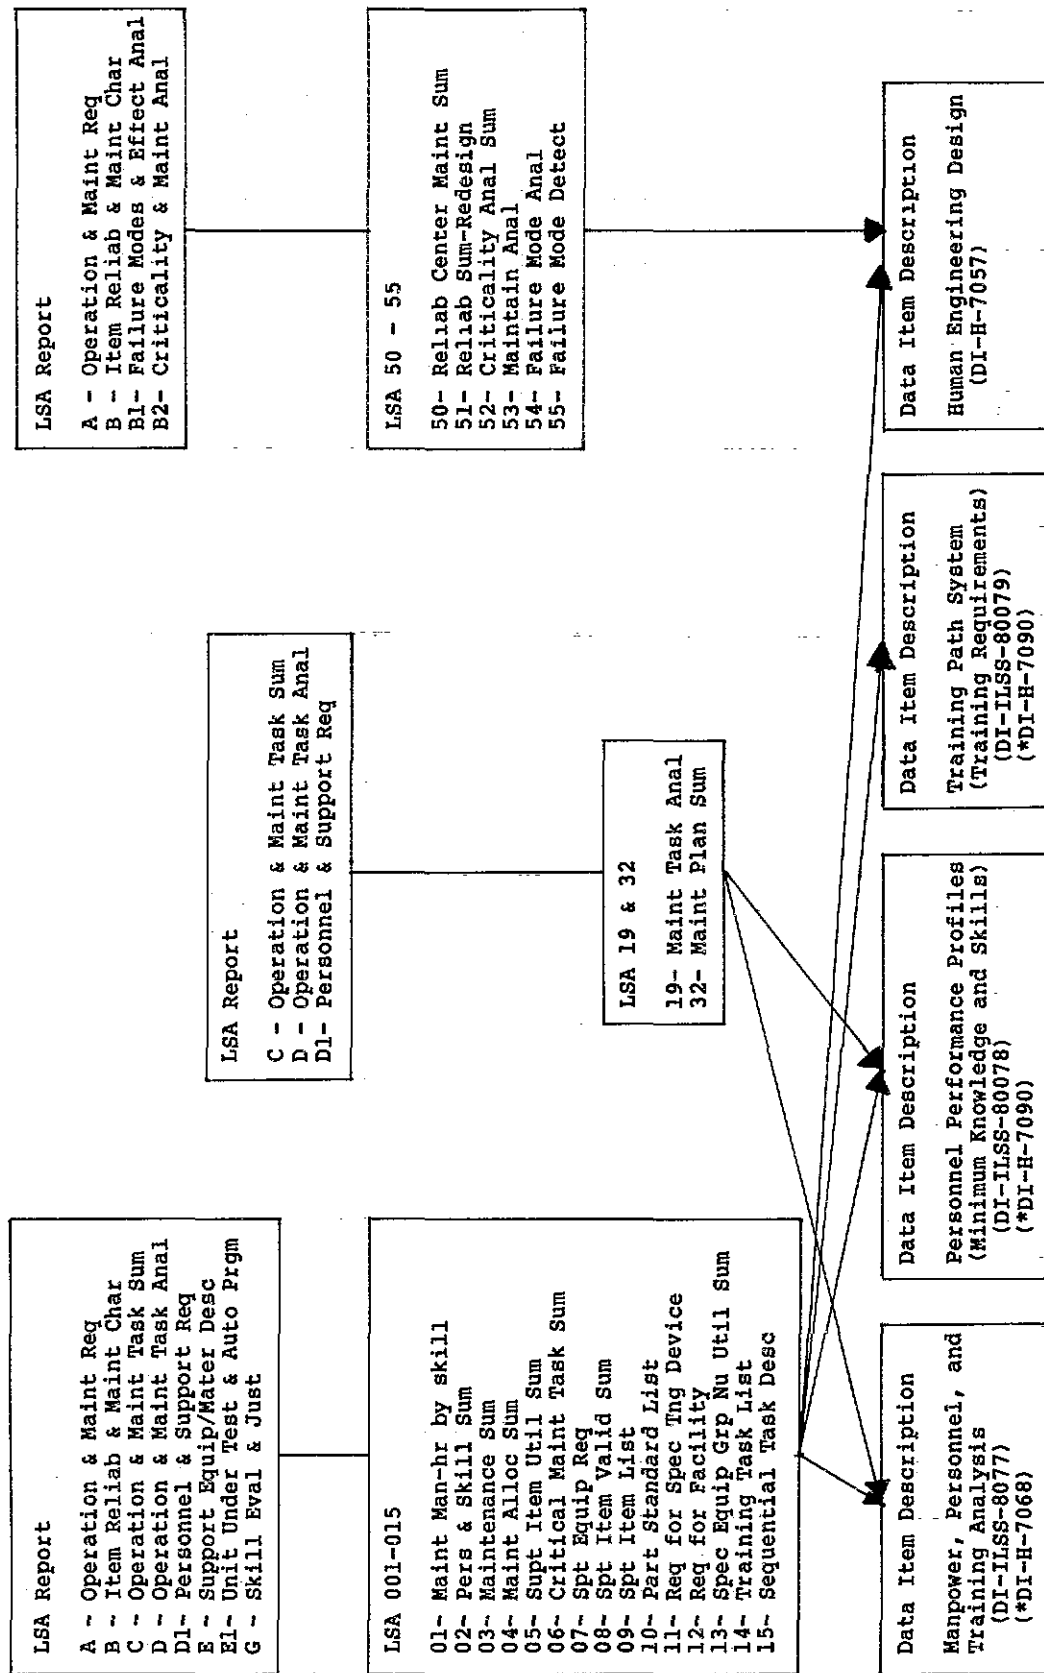 LSA Report
A - Operation & Maint Req
B - Item Reliab & Maint Char
C - Operation & Maint Task Sum
D - Operation & Maint Task Anal
D1- Personnel & Support Req
E - Support Equip/Mater Desc
E1- Unit Under Test & Auto Prgm
G - Skill Eval & Just
LSA 001-015
01- Maint Man-hr by skill
02- Pers & Skill Sum
03- Maintenance Sum
04- Maint Alloc Sum
05- Supt Item Util Sum
06- Critical Maint Task Sum
07- Spt Equip Req
08- Spt Item Valid Sum
09- Spt Item List
10- Part Standard List
11- Req for Spec Tng Device
12- Req for Facility
13- Spec Equip Grp Nu Util Sum
14- Training Task List
15- Sequential Task Desc
LSA Report
C - Operation & Maint Task Sum
D - Operation & Maint Task Anal
D1- Personnel & Support Req
LSA 19 & 32
19- Maint Task Anal
32- Maint Plan Sum
LSA Report
A - Operation & Maint Req
B - Item Reliab & Maint Char
B1- Failure Modes & Effect Anal
B2- Criticality & Maint Anal
LSA 50 - 55
50- Reliab Center Maint Sum
51- Reliab Sum-Redesign
52- Criticality Anal Sum
53- Maintain Anal
54- Failure Mode Anal
55- Failure Mode Detect
Data Item Description
Manpower, Personnel, and
Training Analysis
(DI-ILSS-8077)
(*DI-H-7068)
Data Item Description
Personnel Performance Profiles
(Minimum Knowledge and Skills)
(DI-ILSS-80078)
(*DI-H-7090)
Data Item Description
Training Path System
(Training Requirements)
(DI-ILSS-80079)
(*DI-H-7090)
Data Item Description
Human Engineering Design
(DI-H-7057)